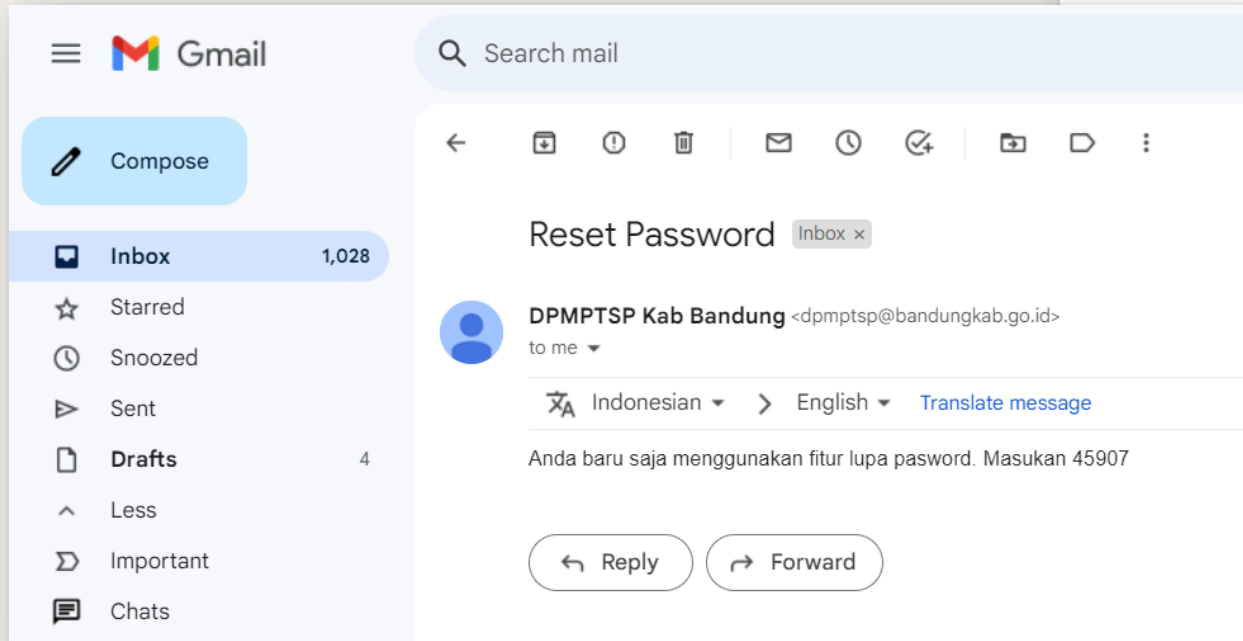 Gmail
Search mail
Compose
Inbox 1,028
Starred
Snoozed
Sent
Drafts 4
Less
Important
Chats
Reset Password Inbox ×
DPMPTSP Kab Bandung <dpmptsp@bandungkab.go.id>
to me
Indonesian > English Translate message
Anda baru saja menggunakan fitur lupa pasword. Masukan 45907
Reply Forward